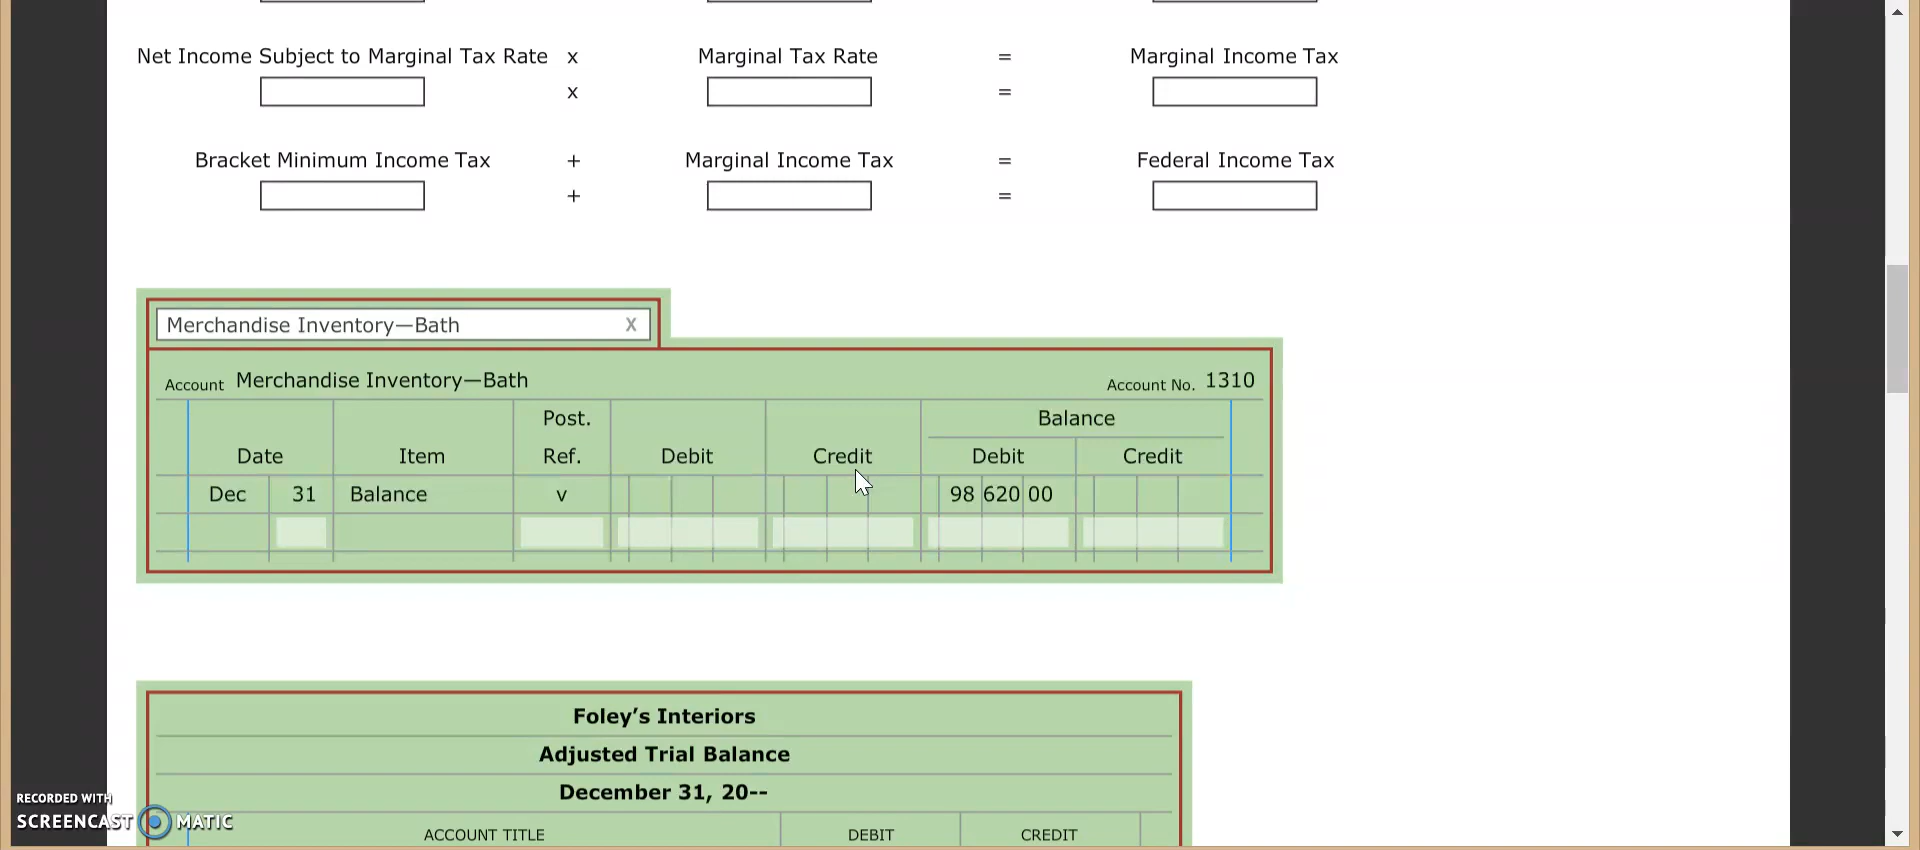 Net Income Subject to Marginal Tax Rate x Marginal Tax Rate = Marginal Income Tax
x =
Bracket Minimum Income Tax + Marginal Income Tax = Federal Income Tax
+ =
Merchandise Inventory—Bath X
Account Merchandise Inventory—Bath Account No. 1310
Post. Balance
Date Item Ref. Debit Credit Debit Credit
Dec 31 Balance v 98 620 00
Foley’s Interiors
Adjusted Trial Balance
December 31, 20--
ACCOUNT TITLE DEBIT CREDIT
RECORDED WITH
SCREENCAST MATIC